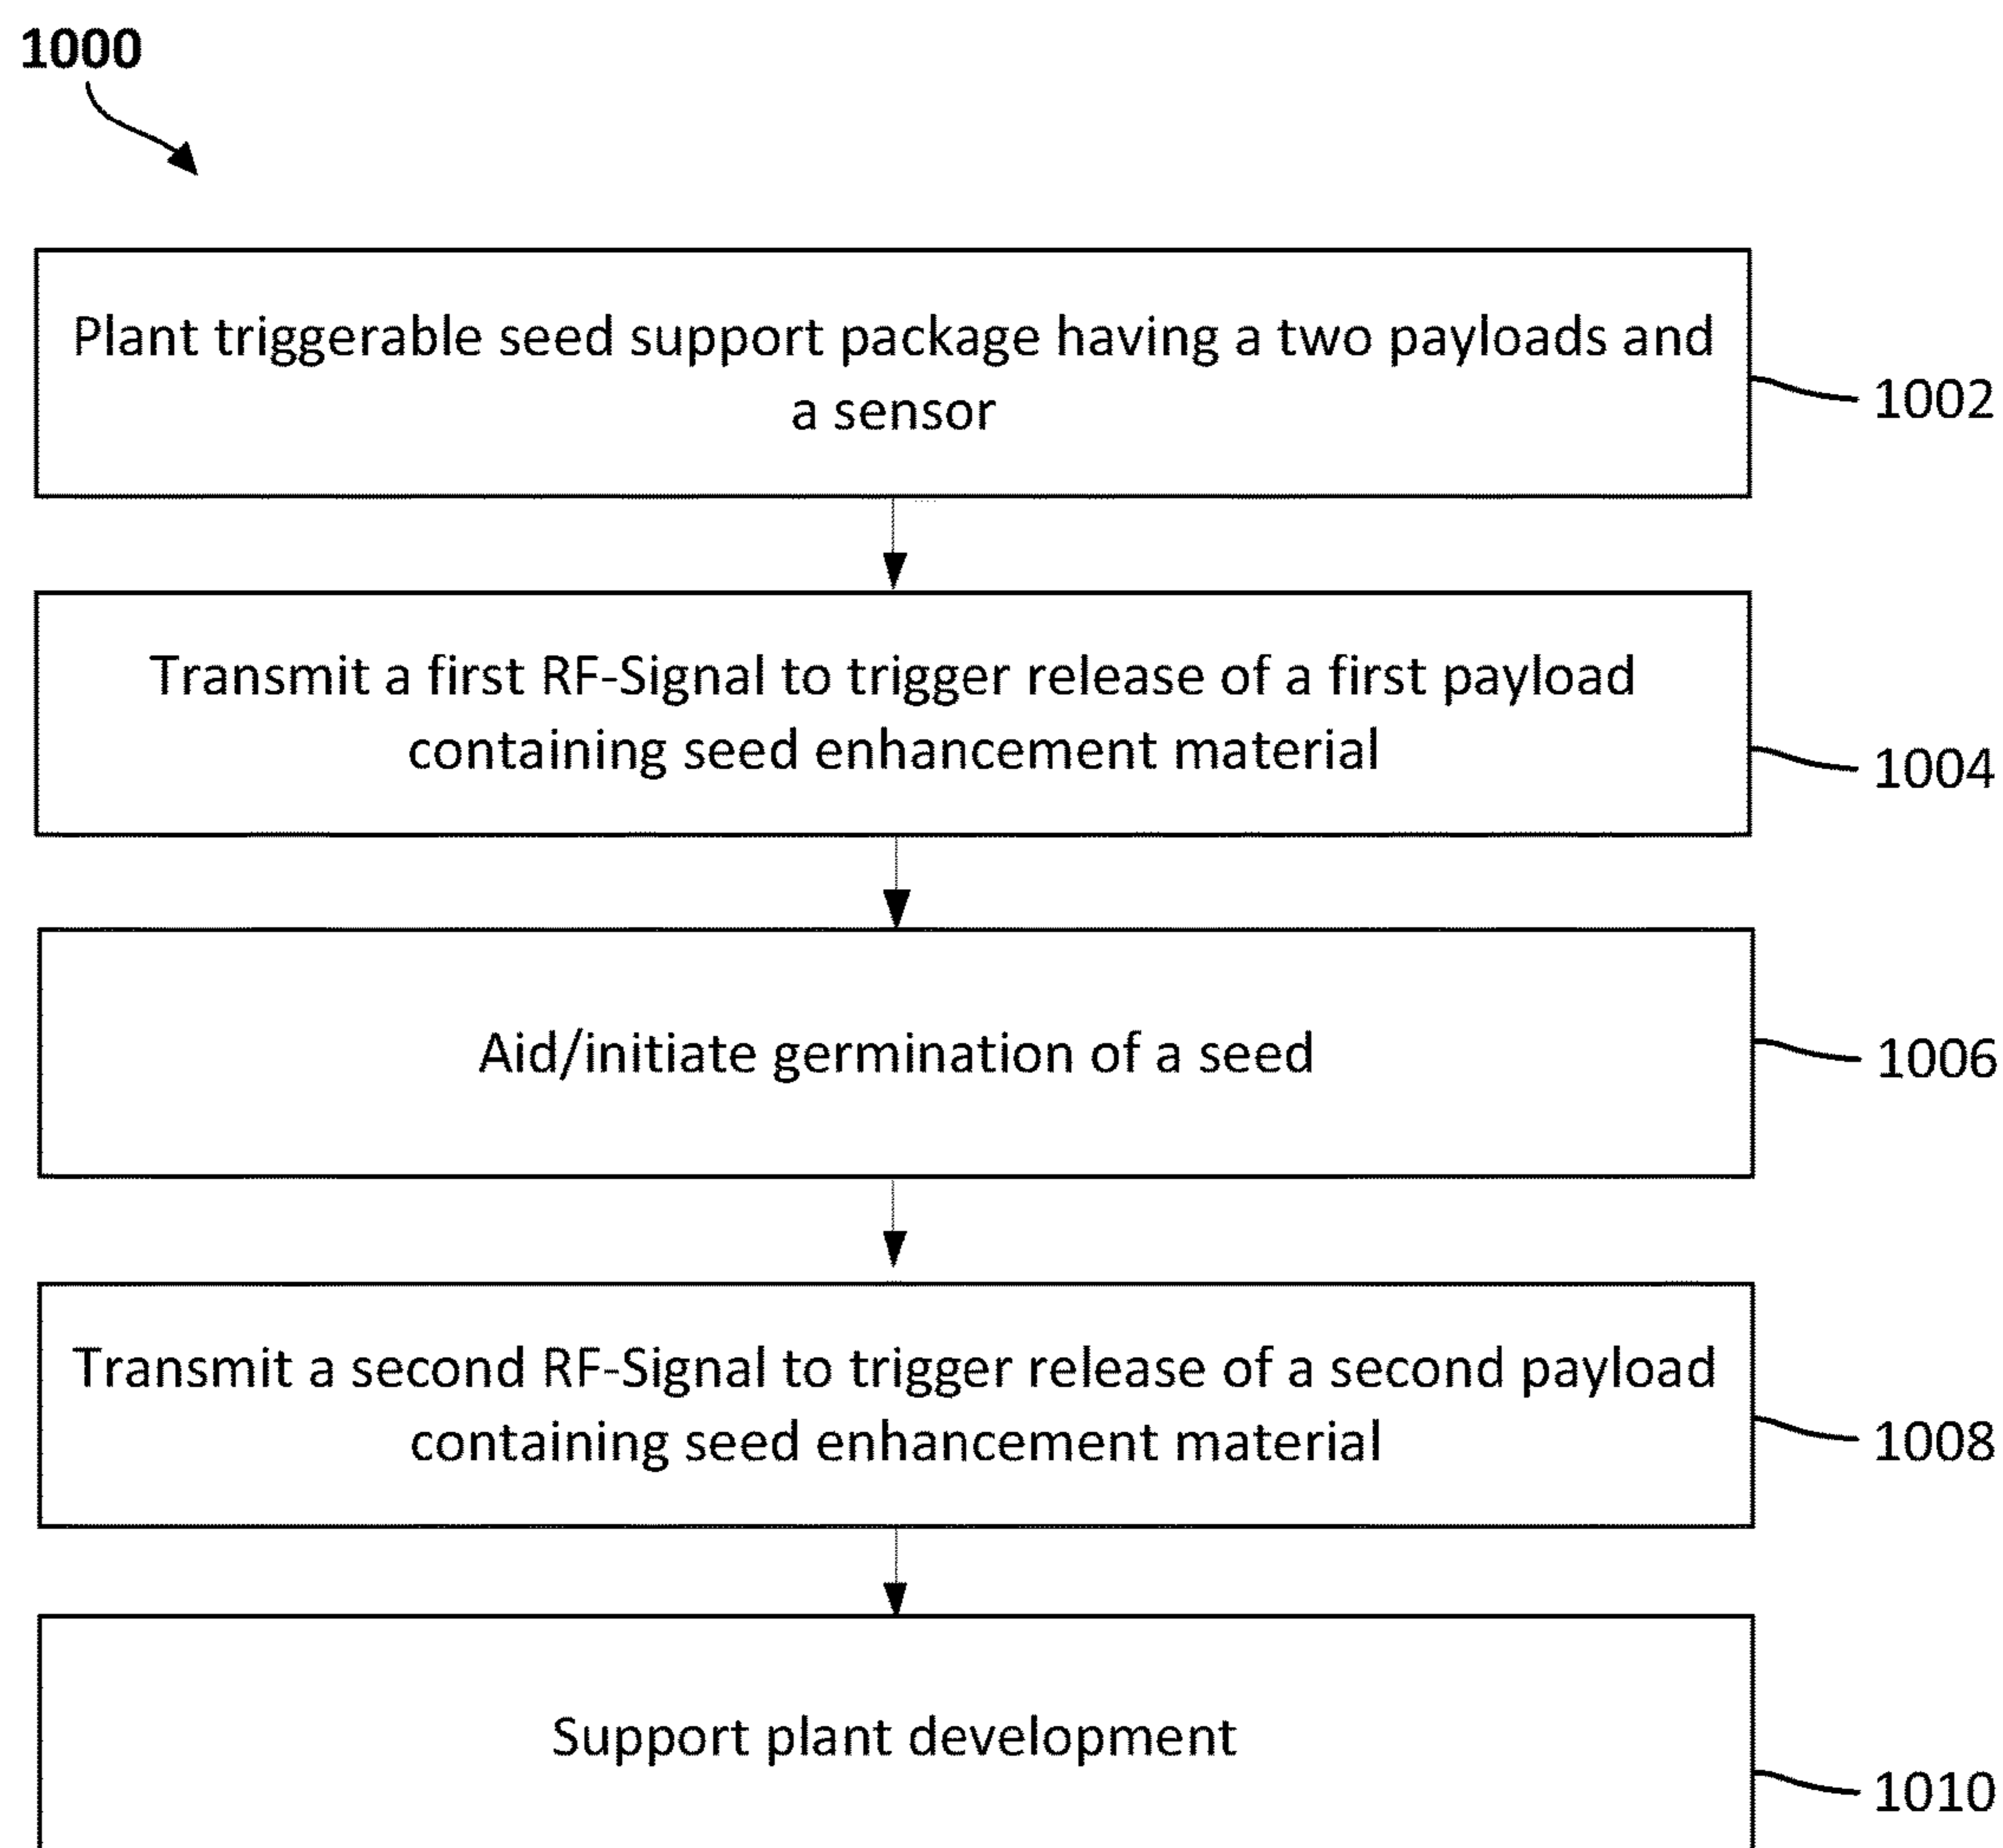 1000
Plant triggerable seed support package having a two payloads and
a sensor
1002
Transmit a first RF-Signal to trigger release of a first payload
containing seed enhancement material
1004
Aid/initiate germination of a seed
1006
Transmit a second RF-Signal to trigger release of a second payload
containing seed enhancement material
1008
Support plant development
1010